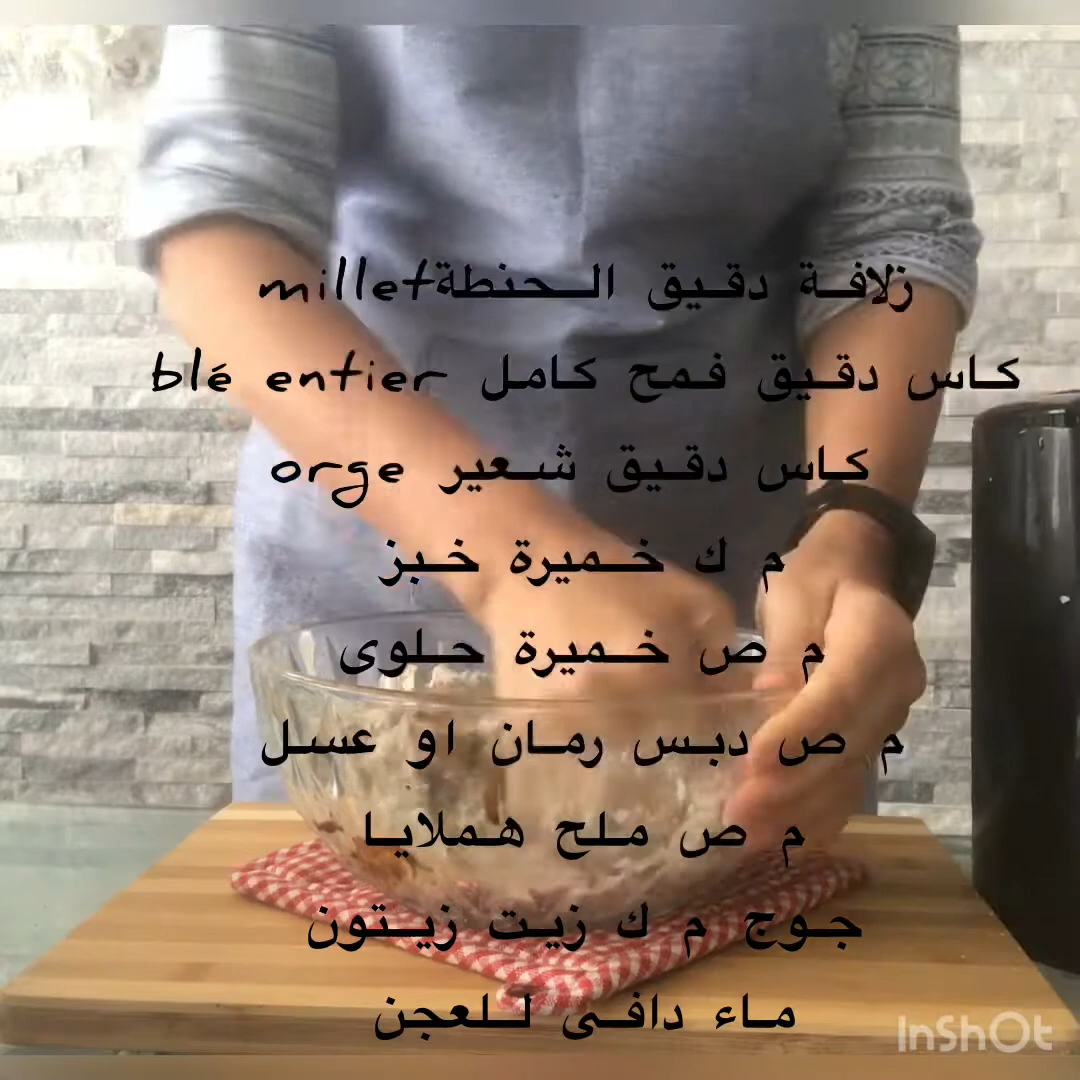 زلافة دقيق الحنطةmillet
كاس دقيق قمح كامل blé entier
كاس دقيق شعير orge
م ك خميرة خبز
م ص خميرة حلوى
م ص دبس رمان او عسل
م ص ملح هملايا
جوج م ك زيت زيتون
ماء دافى للعجن
InShOt